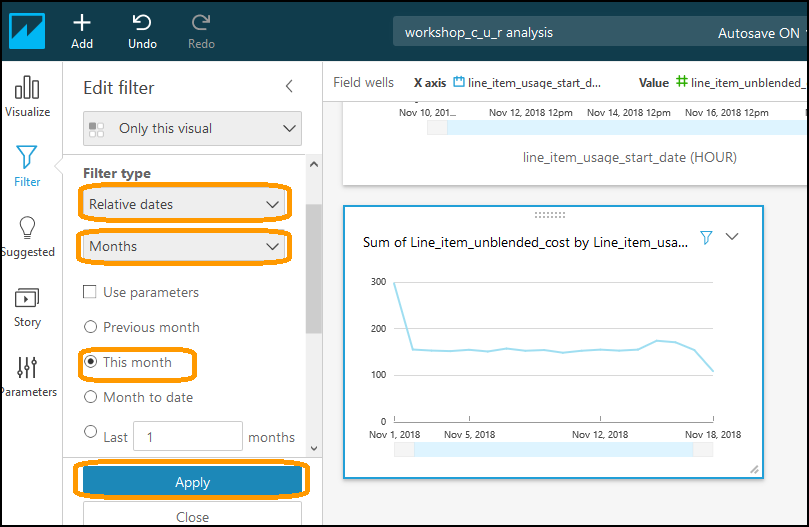 Add
Undo
Redo
workshop_c_u_r analysis
Autosave ON
Visualize
Filter
Suggested
Story
Parameters
Edit filter
Only this visual
Filter type
Relative dates
Months
Use parameters
Previous month
This month
Month to date
Last 1 months
Apply
Close
Field wells X axis line_item_usage_start_d... Value line_item_unblended_
Nov 10, 201... Nov 12, 2018 12pm Nov 14, 2018 12pm Nov 16, 2018 12pm
line_item_usage_start_date (HOUR)
Sum of Line_item_unblended_cost by Line_item_usa...
300
200
100
0
Nov 1, 2018 Nov 5, 2018 Nov 12, 2018 Nov 18, 2018